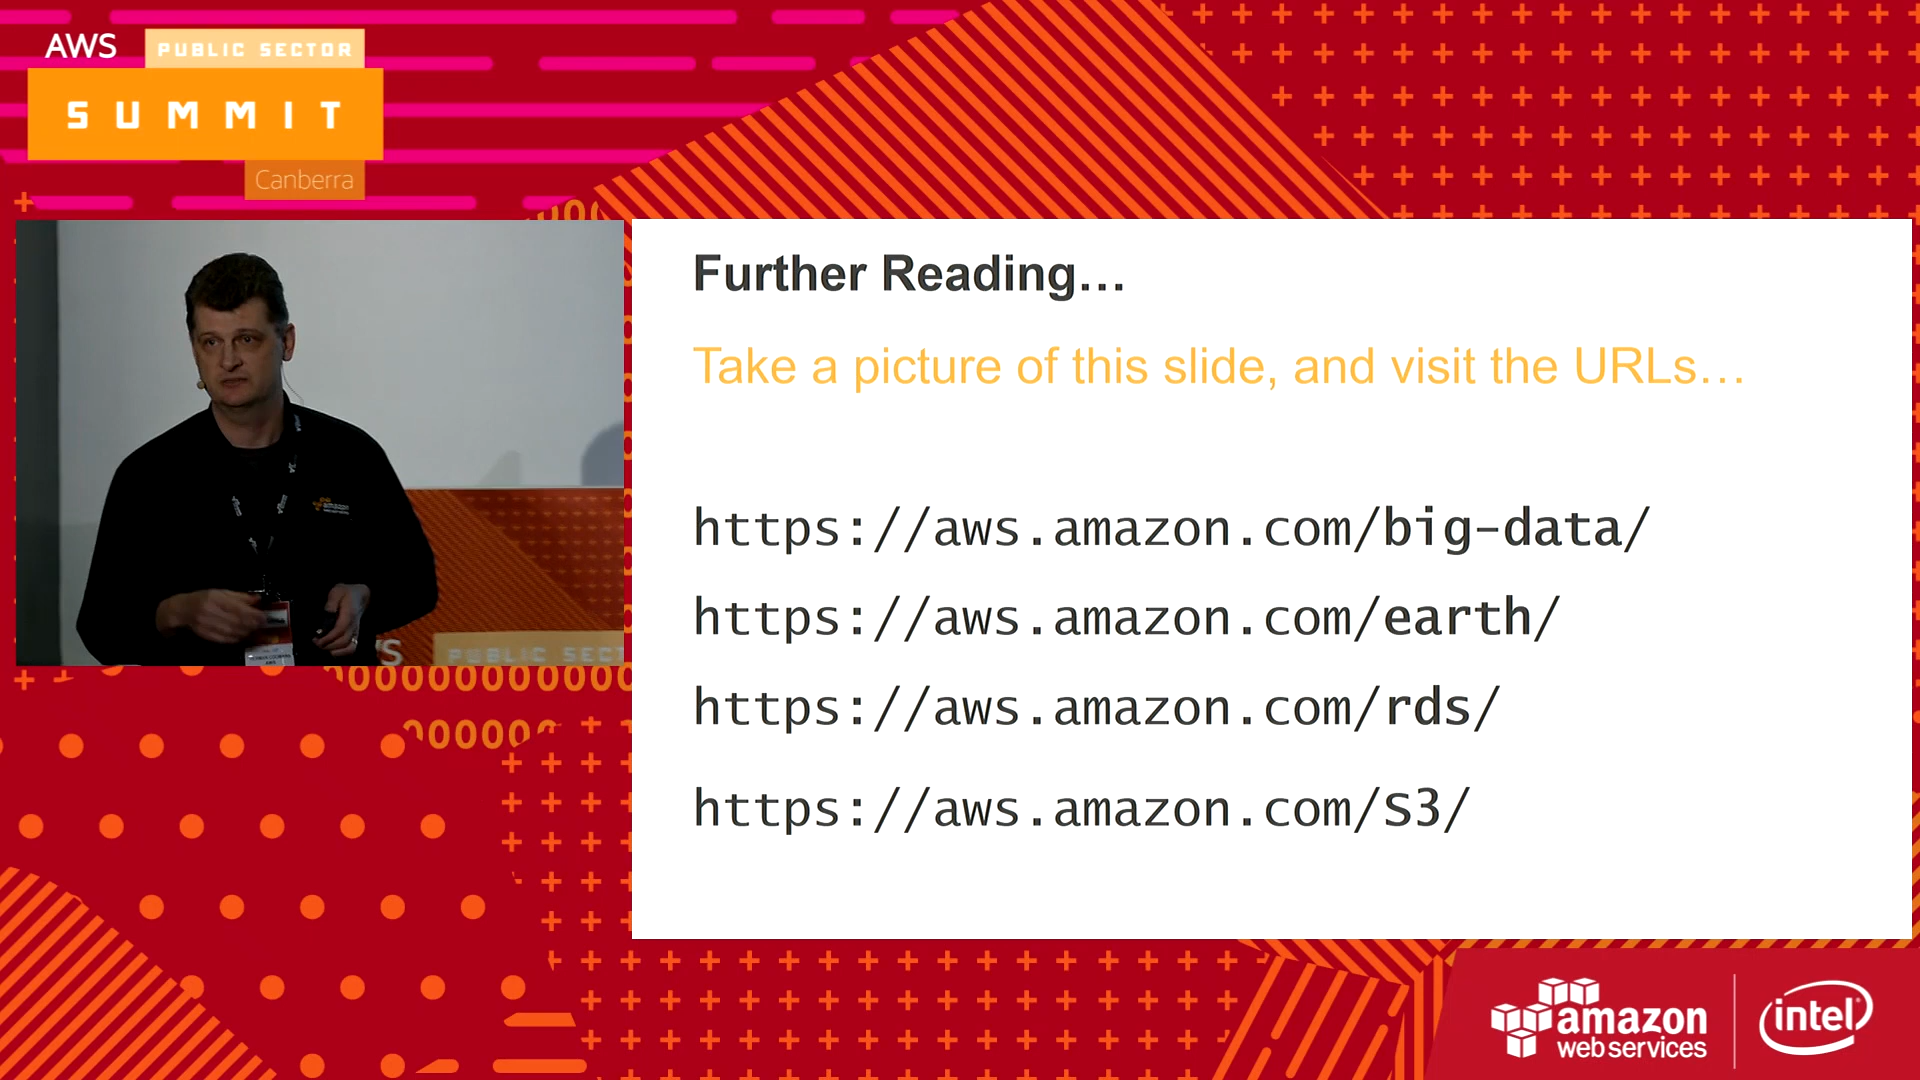 AWS
PUBLIC SECTOR
SUMMIT
Canberra
Further Reading...
Take a picture of this slide, and visit the URLs...
https://aws.amazon.com/big-data/
https://aws.amazon.com/earth/
https://aws.amazon.com/rds/
https://aws.amazon.com/S3/
PUBLIC SECT
amazon
web services
intel